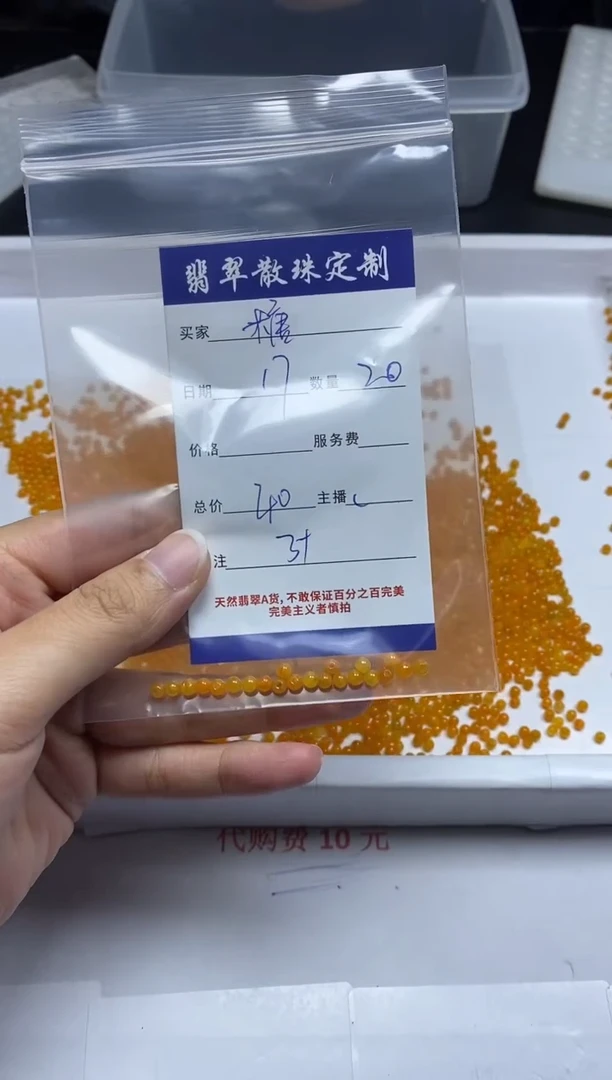 翡翠散珠定制
买家 糖
日期 17 数量 20
价格 服务费
总价 40 主播
注 3+
天然翡翠A货,不敢保证百分之百完美
完美主义者慎拍
代购费 10 元